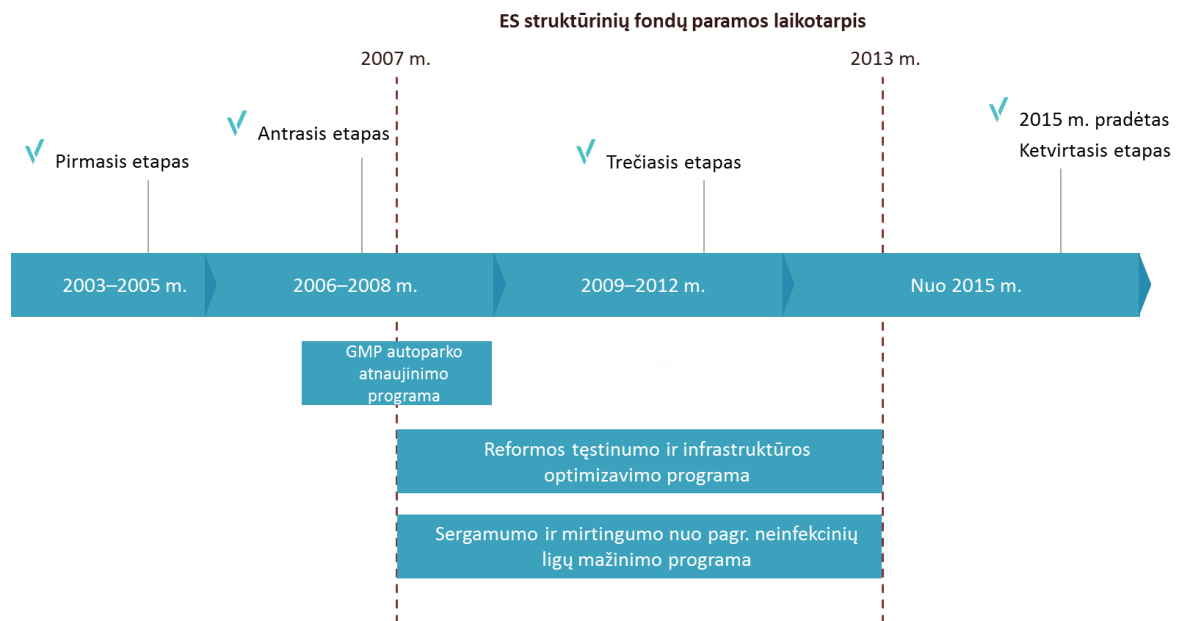 ES struktūrinių fondų paramos laikotarpis
2007 m.
2013 m.
Pirmasis etapas
Antrasis etapas
Trečiasis etapas
2015 m. pradėtas
Ketvirtasis etapas
2003–2005 m.
2006–2008 m.
2009–2012 m.
Nuo 2015 m.
GMP autoparko
atnaujinimo
programa
Reformos tęstinumo ir infrastruktūros
optimizavimo programa
Sergamumo ir mirtingumo nuo pagr. neinfekcinių
ligų mažinimo programa